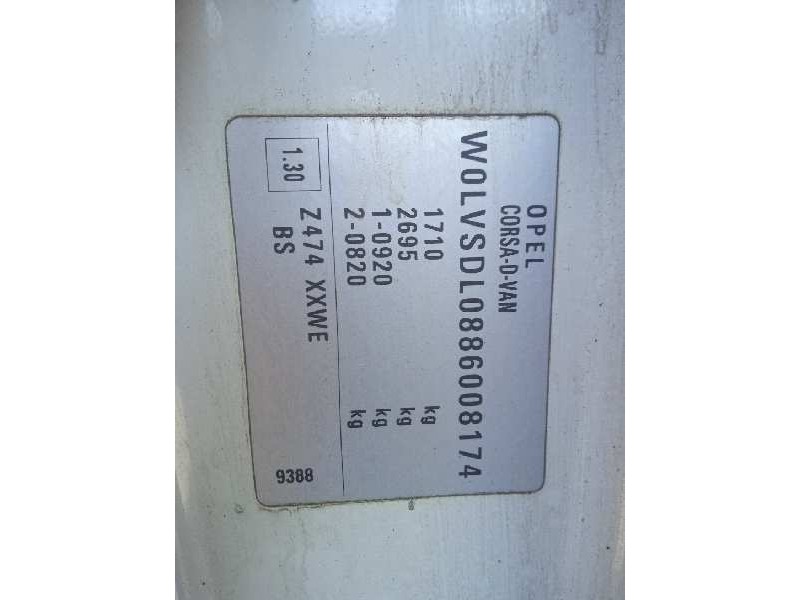 OPEL
CORSA-D-VAN
W0LVSDL0886008174
1710 kg
2695 kg
1-0920 kg
2-0820 kg
1.30 Z474 XXWE
BS
9388